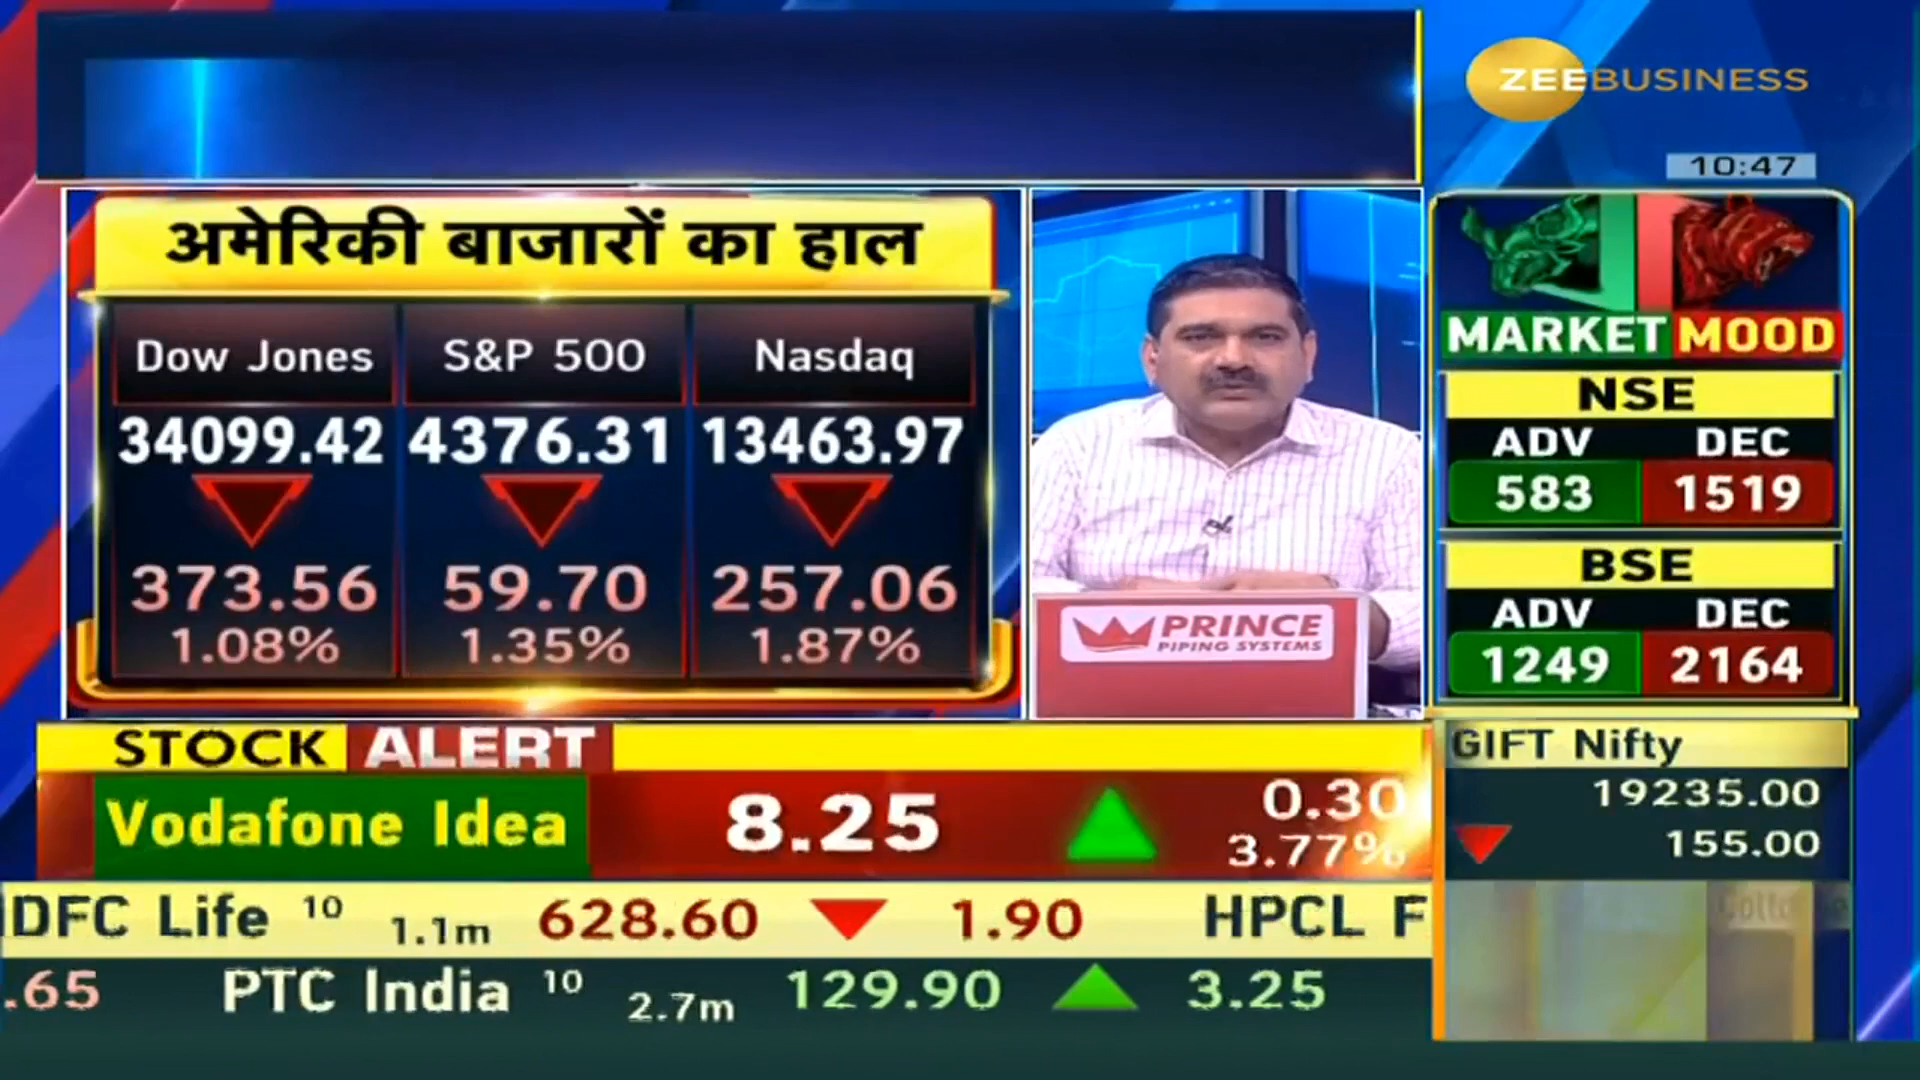 ZEEBUSINESS
10:47
अमेरिकी बाजारों का हाल
Dow Jones S&P 500 Nasdaq
34099.42 4376.31 13463.97
373.56 59.70 257.06
1.08% 1.35% 1.87%
PRINCE
PIPING SYSTEMS
MARKET MOOD
NSE
ADV DEC
583 1519
BSE
ADV DEC
1249 2164
STOCK ALERT
Vodafone Idea 8.25 0.30
3.77%
GIFT Nifty
19235.00
155.00
DFC Life 10 1.1m 628.60 1.90 HPCL F
.65 PTC India 10 2.7m 129.90 3.25